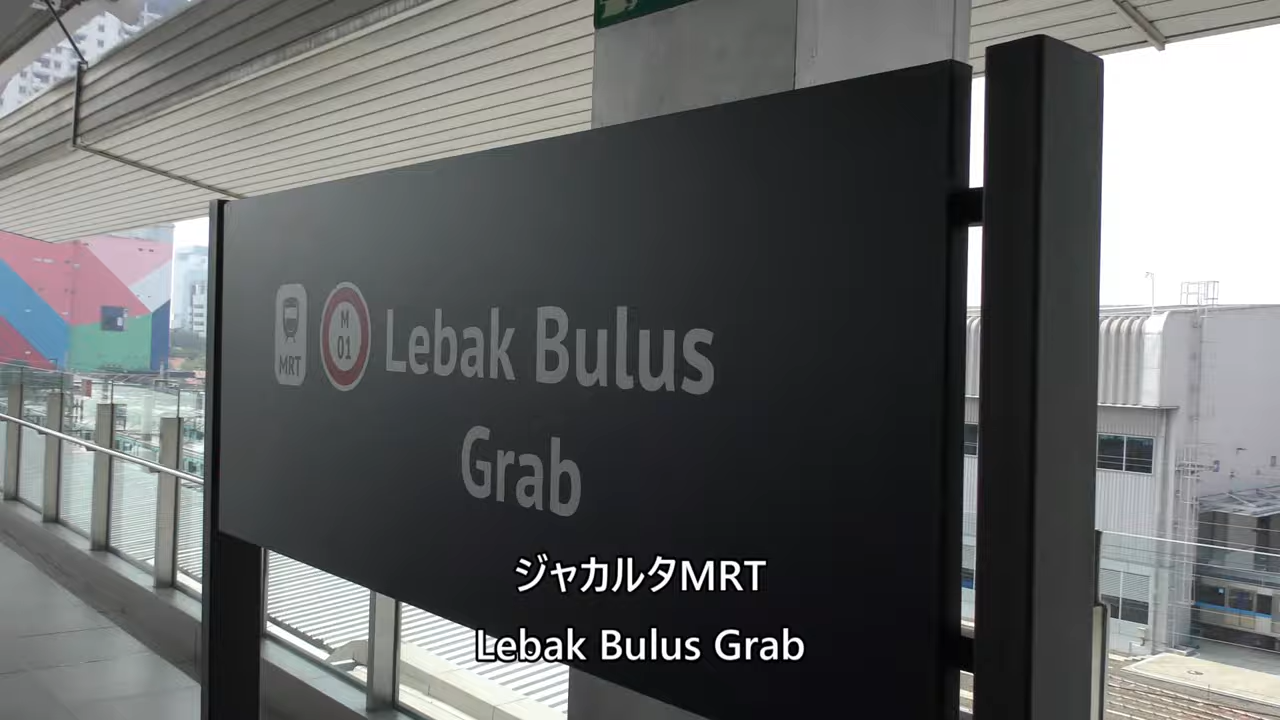 M
01
MRT
Lebak Bulus
Grab
ジャカルタMRT
Lebak Bulus Grab